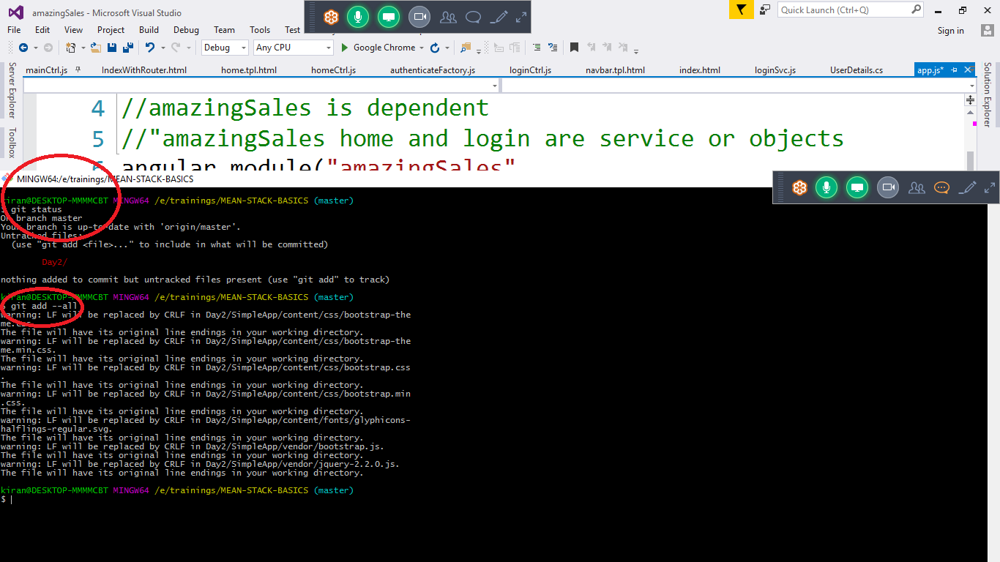 amazingSales - Microsoft Visual Studio
Quick Launch (Ctrl+Q)
File Edit View Project Build Debug Team Tools Test
Sign in
Debug Any CPU Google Chrome
mainCtrl.js IndexWithRouter.html home.tpl.html homeCtrl.js authenticateFactory.js loginCtrl.js navbar.tpl.html index.html loginSvc.js UserDetails.cs app.js*
Server Explorer
Toolbox
Solution Explorer
4 //amazingSales is dependent
5 //"amazingSales home and login are service or objects
6 angular.module("amazingSales"
MINGW64:/e/trainings/MEAN-STACK-BASICS
kiran@DESKTOP-MMMMCBT MINGW64 /e/trainings/MEAN-STACK-BASICS (master)
$ git status
On branch master
Your branch is up-to-date with 'origin/master'.
Untracked files:
(use "git add <file>..." to include in what will be committed)
Day2/
nothing added to commit but untracked files present (use "git add" to track)
kiran@DESKTOP-MMMMCBT MINGW64 /e/trainings/MEAN-STACK-BASICS (master)
$ git add --all
warning: LF will be replaced by CRLF in Day2/SimpleApp/content/css/bootstrap-the
me.css.
The file will have its original line endings in your working directory.
warning: LF will be replaced by CRLF in Day2/SimpleApp/content/css/bootstrap-the
me.min.css.
The file will have its original line endings in your working directory.
warning: LF will be replaced by CRLF in Day2/SimpleApp/content/css/bootstrap.css
.
The file will have its original line endings in your working directory.
warning: LF will be replaced by CRLF in Day2/SimpleApp/content/css/bootstrap.min
.css.
The file will have its original line endings in your working directory.
warning: LF will be replaced by CRLF in Day2/SimpleApp/content/fonts/glyphicons-
halflings-regular.svg.
The file will have its original line endings in your working directory.
warning: LF will be replaced by CRLF in Day2/SimpleApp/vendor/bootstrap.js.
The file will have its original line endings in your working directory.
warning: LF will be replaced by CRLF in Day2/SimpleApp/vendor/jquery-2.2.0.js.
The file will have its original line endings in your working directory.
kiran@DESKTOP-MMMMCBT MINGW64 /e/trainings/MEAN-STACK-BASICS (master)
$